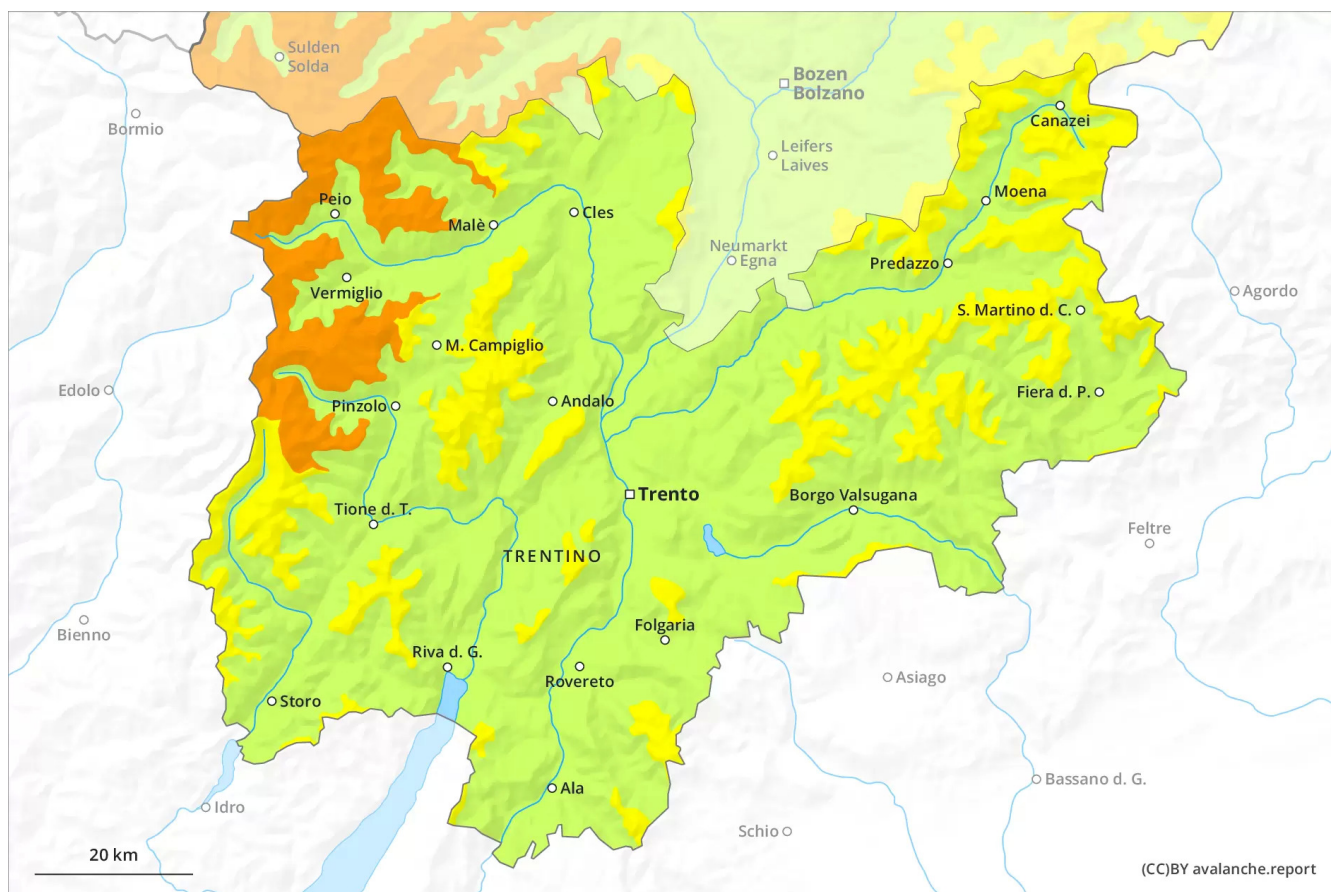 Sulden
Solda
Bozen
Bolzano
Bormio
Canazei
Leifers
Laives
Peio
Moena
Malè
Cles
Neumarkt
Egna
Predazzo
Vermiglio
Agordo
S. Martino d. C.
M. Campiglio
Edolo
Andalo
Fiera d. P.
Pinzolo
Trento
Borgo Valsugana
Tione d. T.
Feltre
TRENTINO
Bienno
Folgaria
Riva d. G.
Rovereto
Asiago
Storo
Bassano d. G.
Ala
Idro
Schio
20 km
(CC)BY avalanche.report